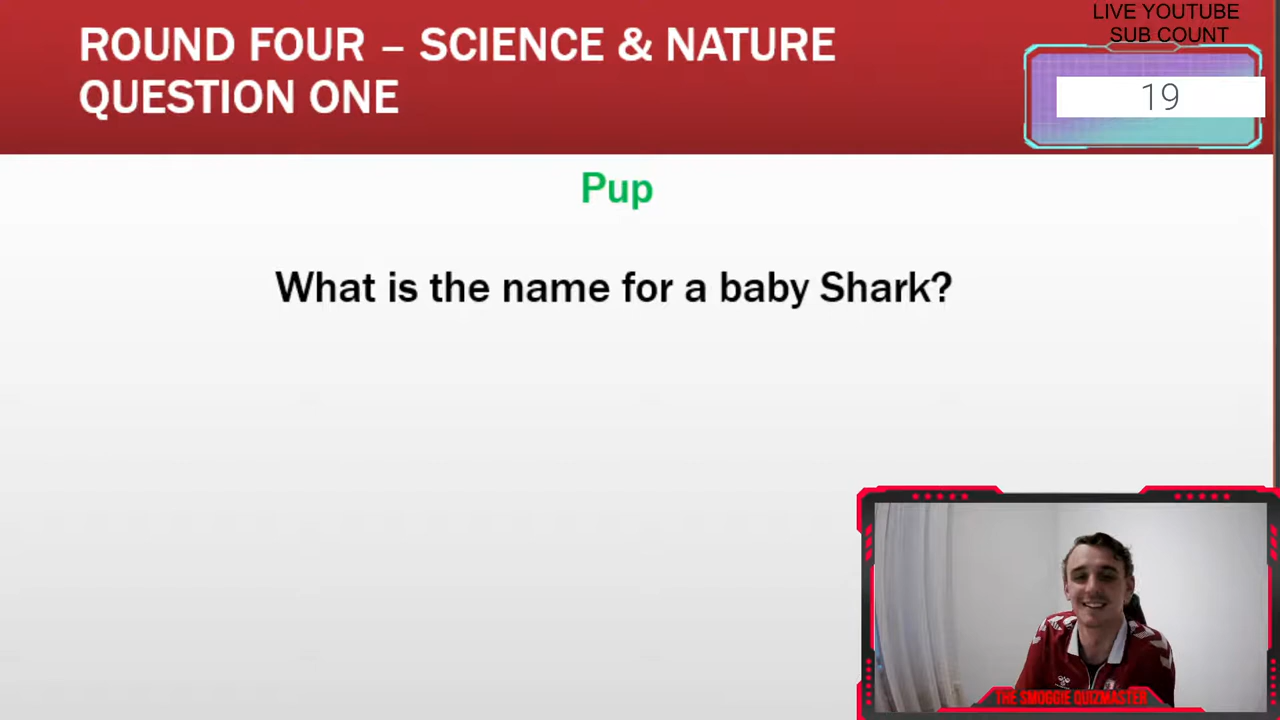 ROUND FOUR – SCIENCE & NATURE
QUESTION ONE
LIVE YOUTUBE
SUB COUNT
19
Pup
What is the name for a baby Shark?
THE SMOGGIE QUIZMASTER